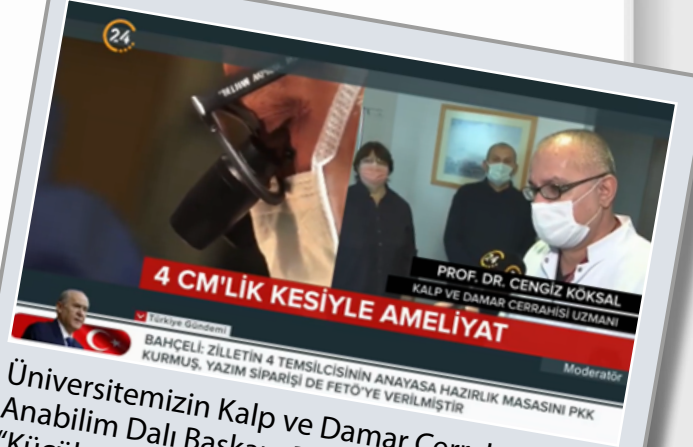 24
4 CM'LİK KESİYLE AMELİYAT
PROF. DR. CENGİZ KÖKSAL
KALP VE DAMAR CERRAHİSİ UZMANI
Moderatör
Türkiye Gündemi
BAHÇELİ: ZİLLETİN 4 TEMSİLCİSİNİN ANAYASA HAZIRLIK MASASINI PKK
KURMUŞ, YAZIM SİPARİŞİ DE FETÖ'YE VERİLMİŞTİR
Üniversitemizin Kalp ve Damar
Anabilim Dalı